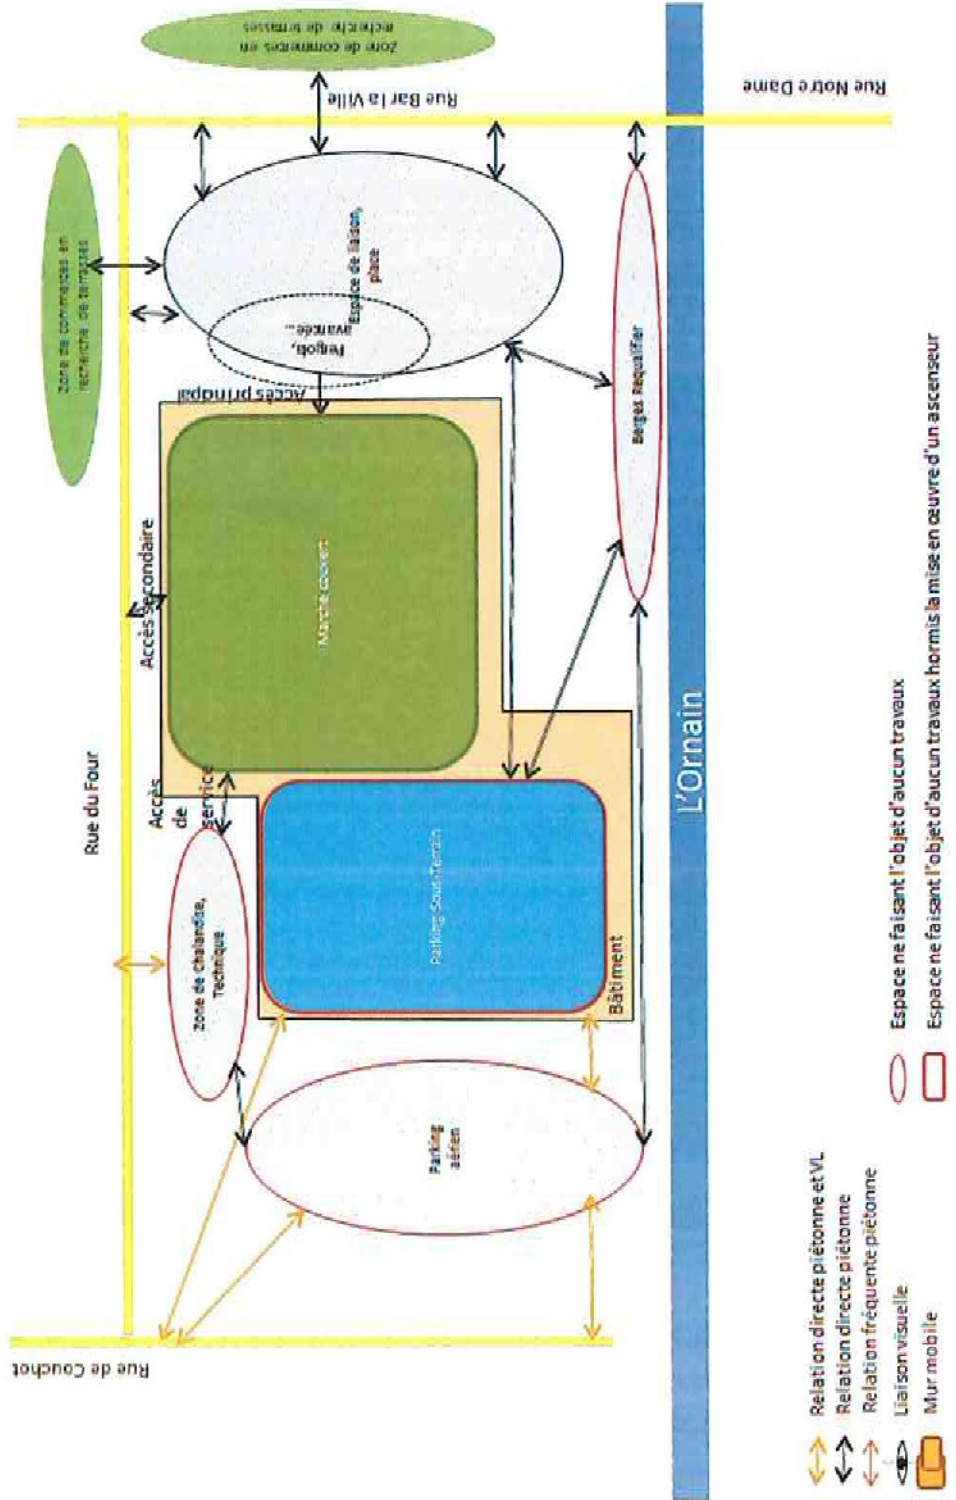 Zone de commerces en
recherche de terrasses
Rue Bar la Ville
Rue Notre Dame
Zone de commerces en
recherche de terrasses
Espace de liaison,
place
Pergola,
avancée...
Accès principal
Berges Requalifier
Accès secondaire
Marché couvert
Rue du Four
Accès
de
service
L'Ornain
Zone de chalandise,
Technique
Parking Sous-Terrain
Bâtiment
Parking
aérien
Rue de Couchot
Relation directe piétonne et VL
Relation directe piétonne
Relation fréquente piétonne
Liaison visuelle
Mur mobile
Espace ne faisant l'objet d'aucun travaux
Espace ne faisant l'objet d'aucun travaux hormis la mise en œuvre d'un ascenseur